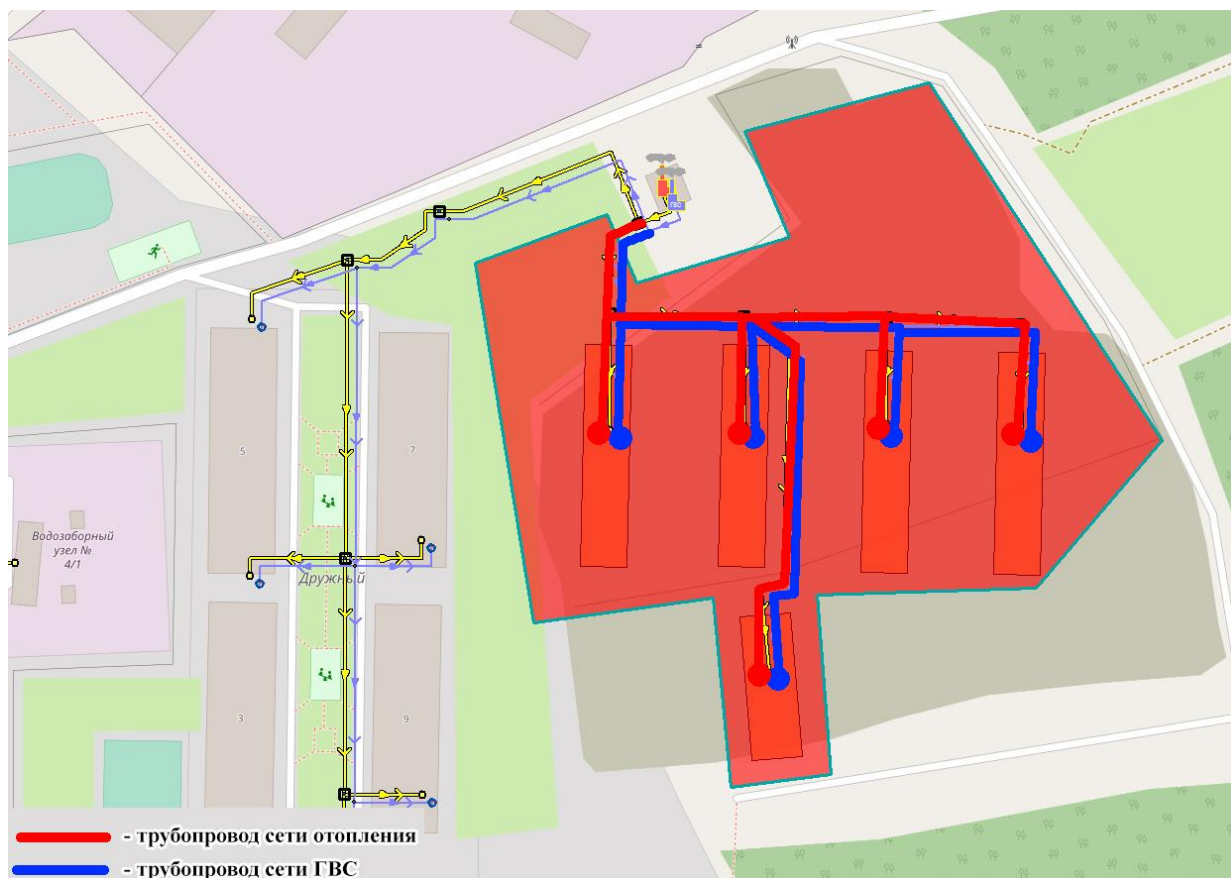 ГВС
5
7
Водозаборный
узел №
4/1
Дружный
3
9
- трубопровод сети отопления
- трубопровод сети ГВС